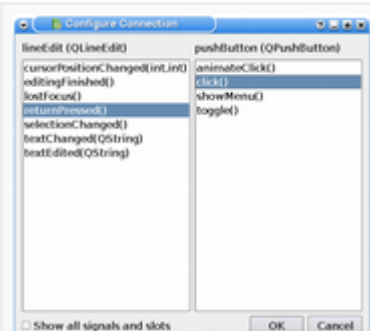 Configure Connection
lineEdit (QLineEdit)
cursorPositionChanged(int,int)
editingFinished()
lostFocus()
returnPressed()
selectionChanged()
textChanged(QString)
textEdited(QString)
pushButton (QPushButton)
animateClick()
click()
showMenu()
toggle()
Show all signals and slots
OK
Cancel